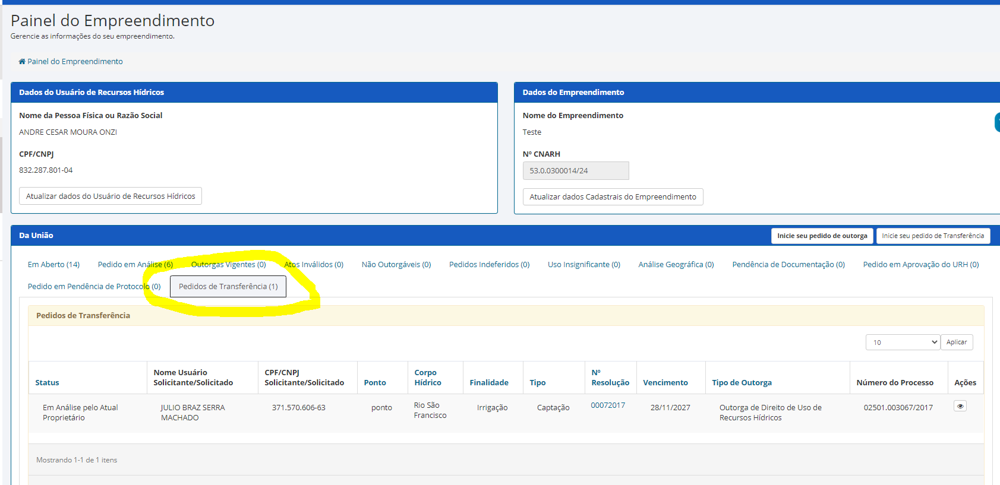 Painel do Empreendimento
Gerencie as informações do seu empreendimento.
Painel do Empreendimento
Dados do Usuário de Recursos Hídricos
Nome da Pessoa Física ou Razão Social
ANDRE CESAR MOURA ONZI
CPF/CNPJ
832.287.801-04
Atualizar dados do Usuário de Recursos Hídricos
Dados do Empreendimento
Nome do Empreendimento
Teste
Nº CNARH
53.0.0300014/24
Atualizar dados Cadastrais do Empreendimento
Da União
Inicie seu pedido de outorga
Inicie seu pedido de Transferência
Em Aberto (14) Pedido em Análise (6) Outorgas Vigentes (0) Atos Inválidos (0) Não Outorgáveis (0) Pedidos Indeferidos (0) Uso Insignificante (0) Análise Geográfica (0) Pendência de Documentação (0) Pedido em Aprovação do URH (0)
Pedido em Pendência de Protocolo (0) Pedidos de Transferência (1)
Pedidos de Transferência
10 Aplicar
Status
Nome Usuário
Solicitante/Solicitado
CPF/CNPJ
Solicitante/Solicitado
Ponto
Corpo
Hídrico
Finalidade
Tipo
Nº
Resolução
Vencimento
Tipo de Outorga
Número do Processo
Ações
Em Análise pelo Atual
Proprietário
JULIO BRAZ SERRA
MACHADO
371.570.606-63
ponto
Rio São
Francisco
Irrigação
Captação
00072017
28/11/2027
Outorga de Direito de Uso de
Recursos Hídricos
02501.003067/2017
Mostrando 1-1 de 1 itens